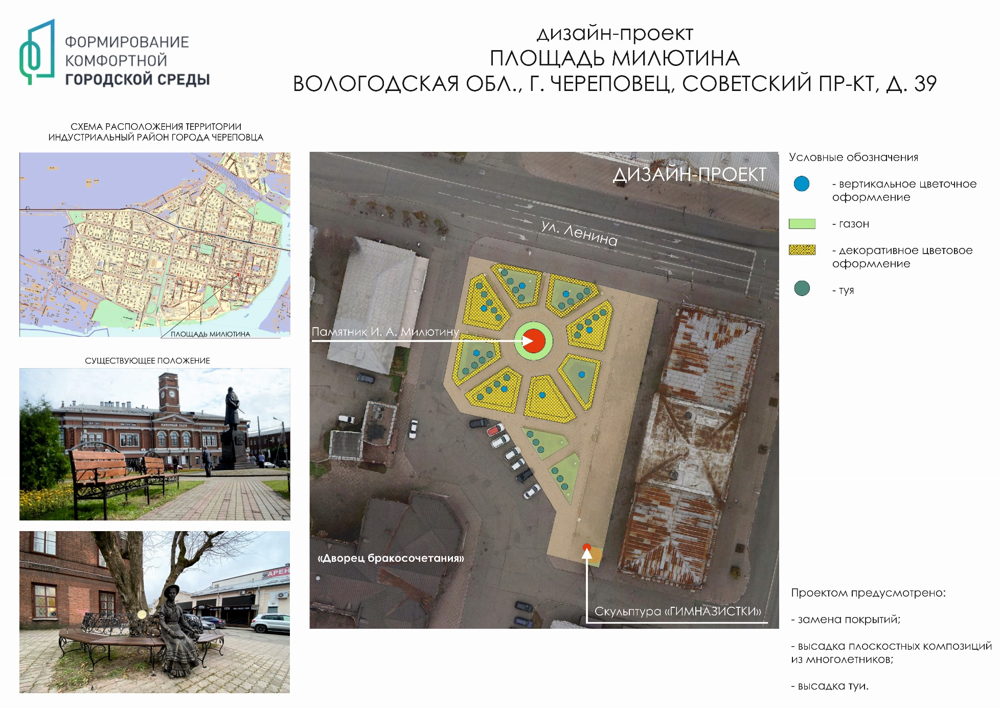 ФОРМИРОВАНИЕ
КОМФОРТНОЙ
ГОРОДСКОЙ СРЕДЫ
дизайн-проект
ПЛОЩАДЬ МИЛЮТИНА
ВОЛОГОДСКАЯ ОБЛ., Г. ЧЕРЕПОВЕЦ, СОВЕТСКИЙ ПР-КТ, Д. 39
СХЕМА РАСПОЛОЖЕНИЯ ТЕРРИТОРИИ
ИНДУСТРИАЛЬНЫЙ РАЙОН ГОРОДА ЧЕРЕПОВЦА
ПЛОЩАДЬ МИЛЮТИНА
СУЩЕСТВУЮЩЕЕ ПОЛОЖЕНИЕ
КАМЕРНЫЙ ТЕАТР
АРЕН
ДИЗАЙН-ПРОЕКТ
ул. Ленина
Памятник И. А. Милютину
«Дворец бракосочетания»
Скульптура «ГИМНАЗИСТКИ»
Условные обозначения
- вертикальное цветочное
оформление
- газон
- декоративное цветовое
оформление
- туя
Проектом предусмотрено:
- замена покрытий;
- высадка плоскостных композиций
из многолетников;
- высадка туи.